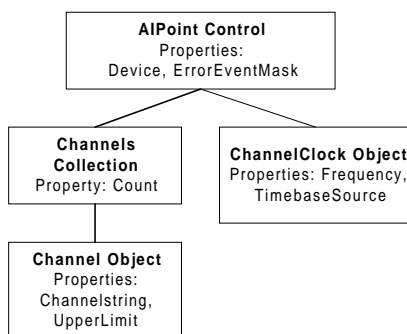 AIPoint Control
Properties:
Device, ErrorEventMask
Channels
Collection
Property: Count
ChannelClock Object
Properties: Frequency,
TimebaseSource
Channel Object
Properties:
Channelstring,
UpperLimit